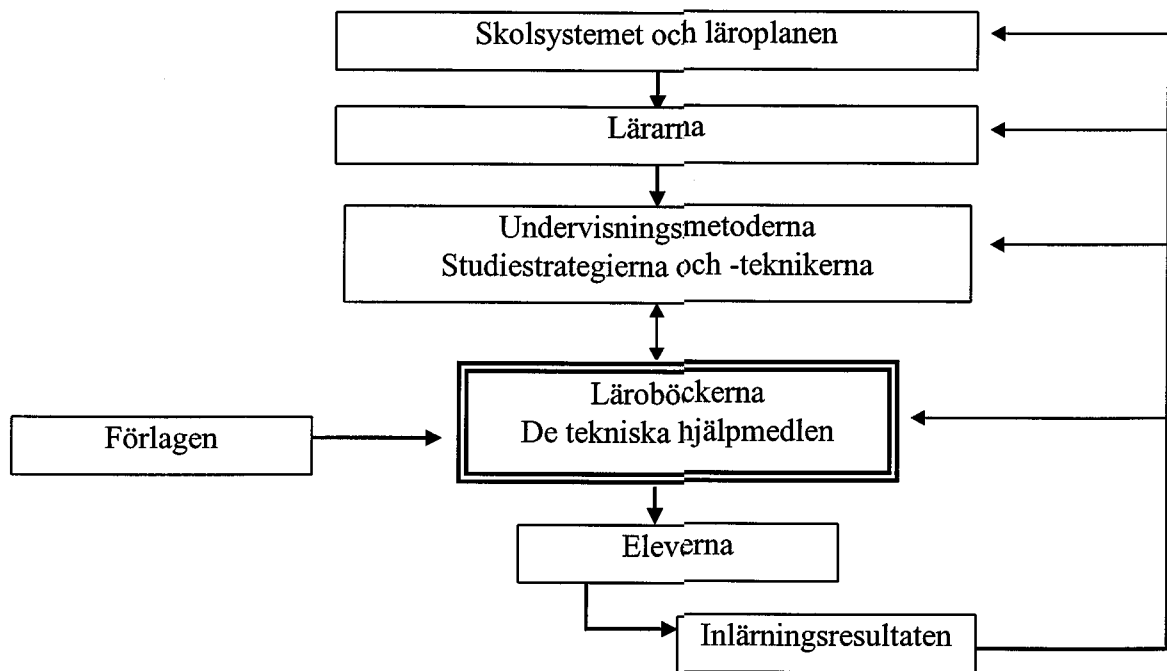 Skolsystemet och läroplanen
Lärarna
Undervisningsmetoderna
Studiestrategierna och -teknikerna
Läroböckerna
De tekniska hjälpmedlen
Förlagen
Eleverna
Inlärningsresultaten